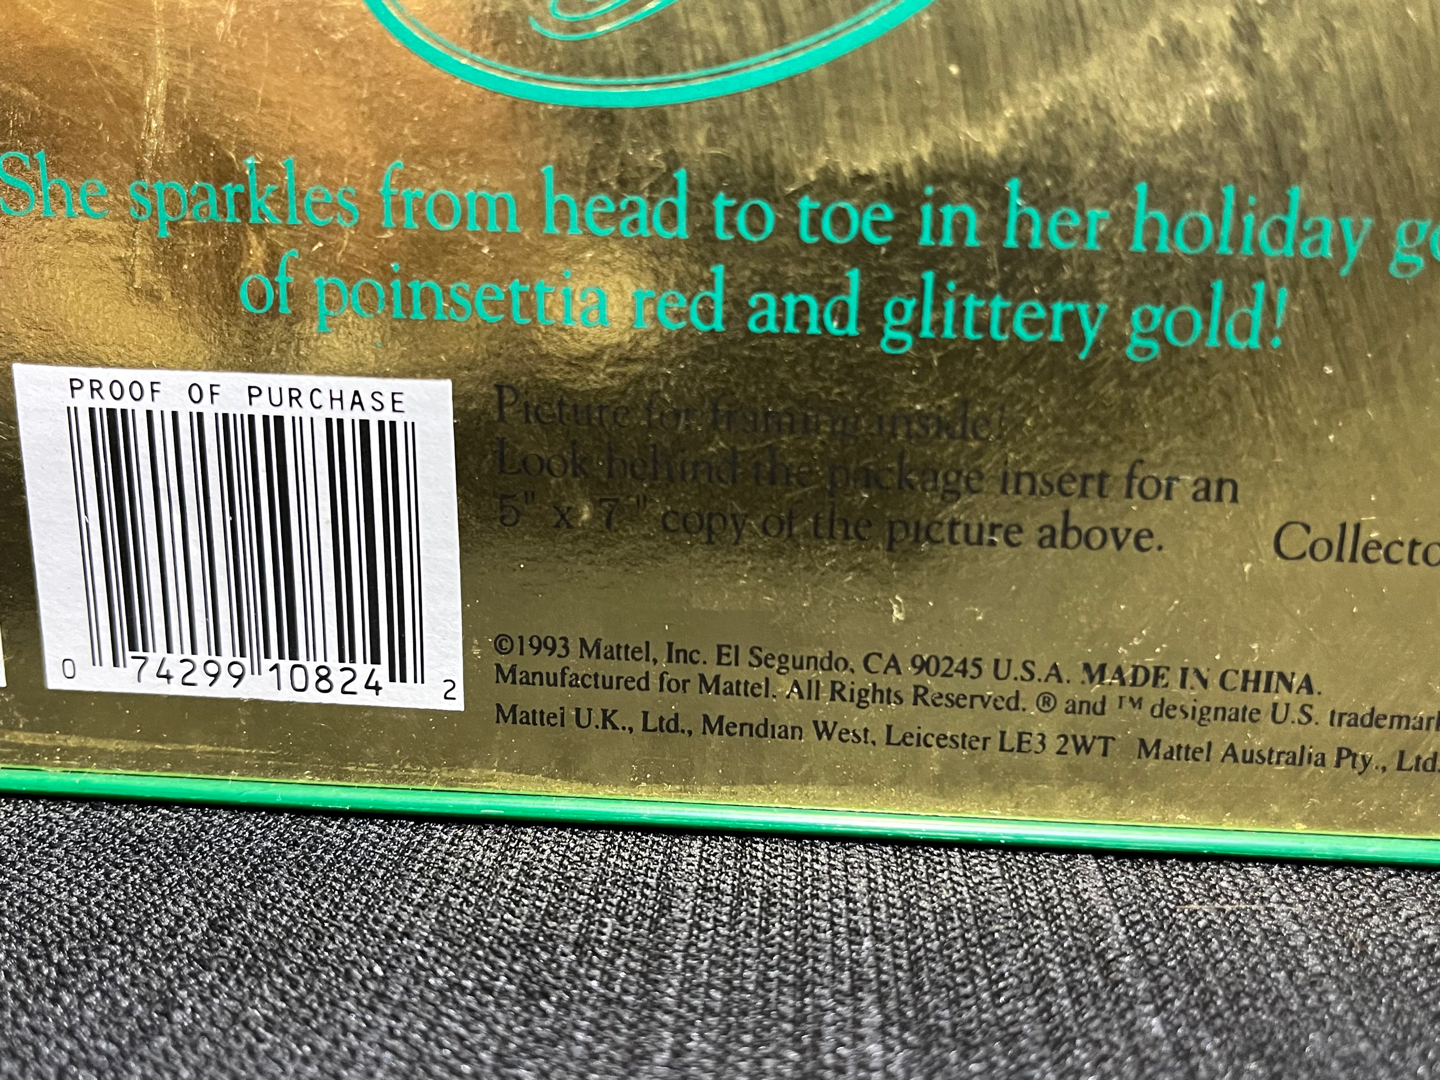 She sparkles from head to toe in her holiday
of poinsettia red and glittery gold!
PROOF OF PURCHASE
0 74299 10824 2
Picture for framing inside!
Look behind the package insert for an
5" x 7" copy of the picture above.
Collecto
©1993 Mattel, Inc. El Segundo, CA 90245 U.S.A. MADE IN CHINA.
Manufactured for Mattel. All Rights Reserved. ® and ™ designate U.S. trademark
Mattel U.K., Ltd., Meridian West, Leicester LE3 2WT Mattel Australia Pty., Ltd.